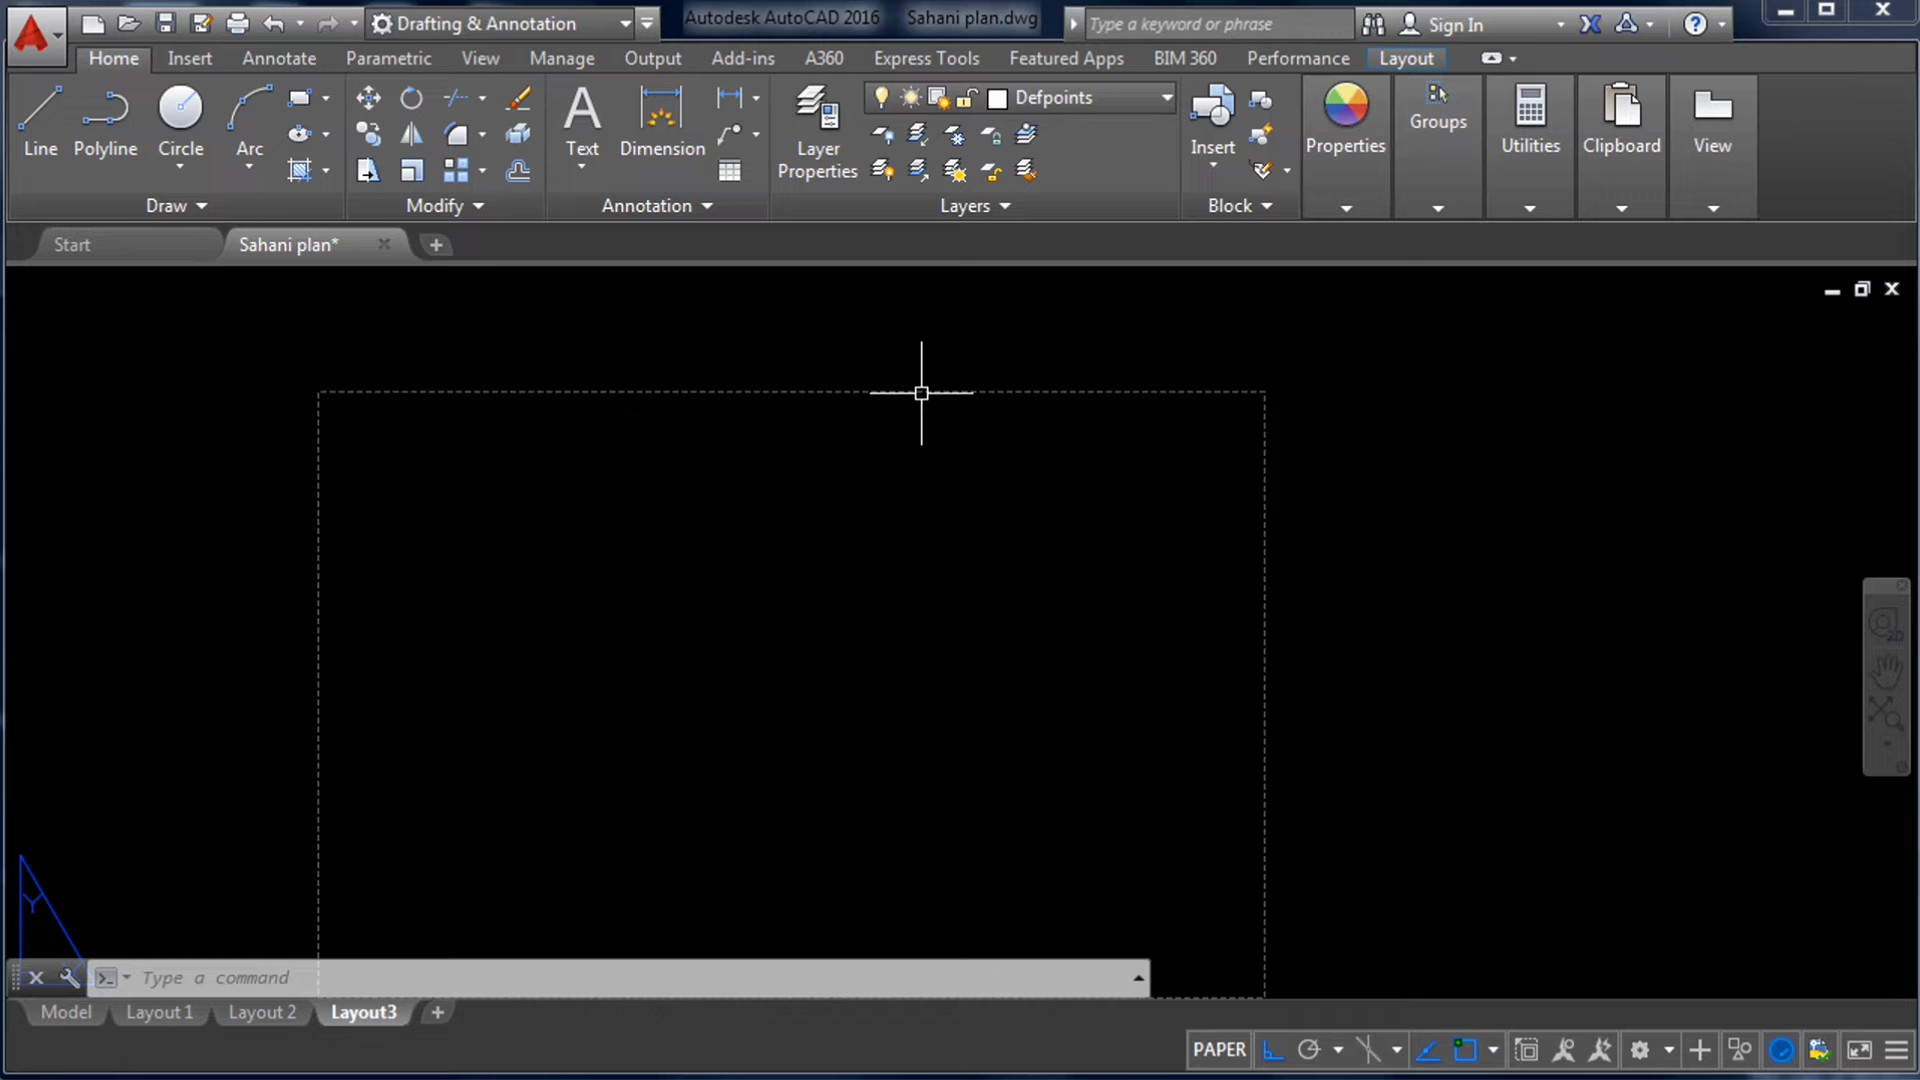 Drafting & Annotation
Autodesk AutoCAD 2016 Sahani plan.dwg
Type a keyword or phrase
Sign In
Home Insert Annotate Parametric View Manage Output Add-ins A360 Express Tools Featured Apps BIM 360 Performance Layout
Line Polyline Circle Arc
Text Dimension
Layer Properties
Defpoints
Insert
Properties
Groups
Utilities
Clipboard
View
Draw Modify Annotation Layers Block
Start Sahani plan*
2D
Y
Type a command
Model Layout 1 Layout 2 Layout3
PAPER